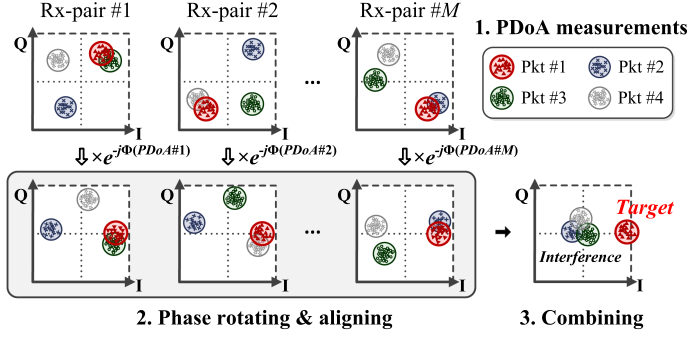 Rx-pair #1
Rx-pair #2
Rx-pair #M
1. PDoA measurements
Q
I
Q
I
...
Q
I
Pkt #1
Pkt #2
Pkt #3
Pkt #4
×e^-jΦ(PDoA#1)
×e^-jΦ(PDoA#2)
×e^-jΦ(PDoA#M)
Q
I
Q
I
...
Q
I
Q
I
Target
Interference
2. Phase rotating & aligning
3. Combining